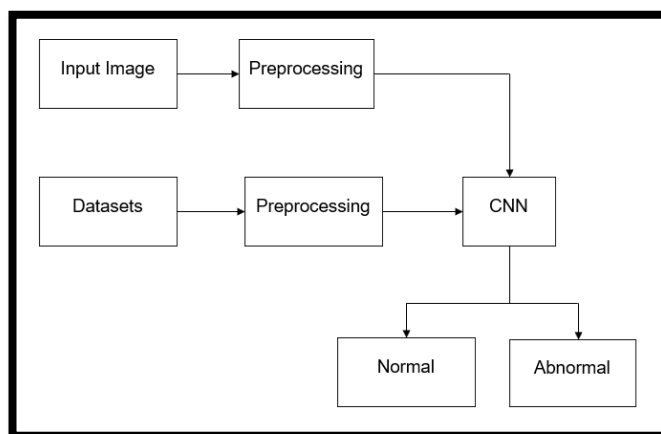 Input Image
Preprocessing
Datasets
Preprocessing
CNN
Normal
Abnormal